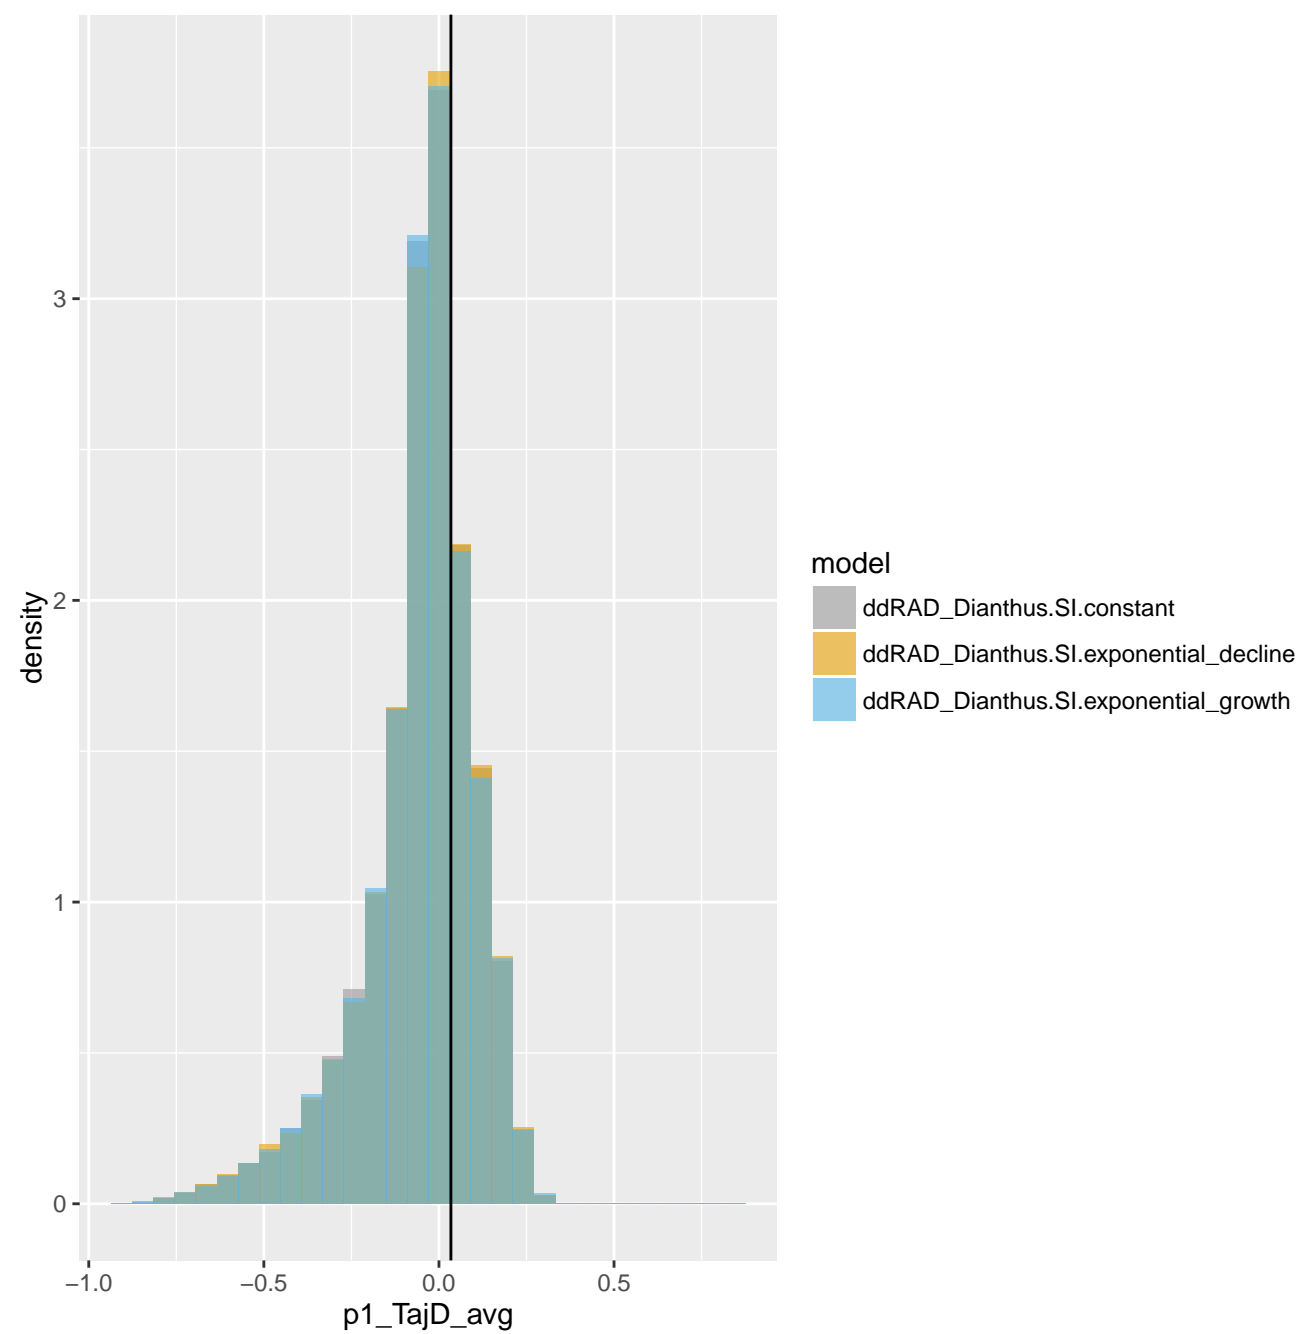 3
2
1
0
density
−1.0
−0.5
0.0
0.5
p1_TajD_avg
model
ddRAD_Dianthus.SI.constant
ddRAD_Dianthus.SI.exponential_decline
ddRAD_Dianthus.SI.exponential_growth